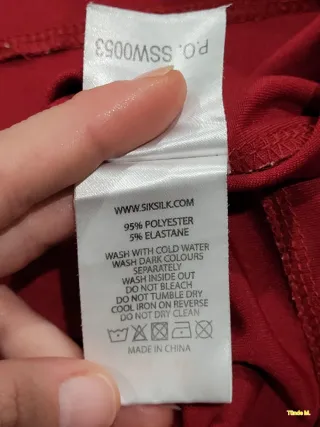 P.O. SSW0053
WWW.SIKSILK.COM
95% POLYESTER
5% ELASTANE
WASH WITH COLD WATER
WASH DARK COLOURS
SEPARATELY
WASH INSIDE OUT
DO NOT BLEACH
DO NOT TUMBLE DRY
COOL IRON ON REVERSE
DO NOT DRY CLEAN
MADE IN CHINA
Tünde M.